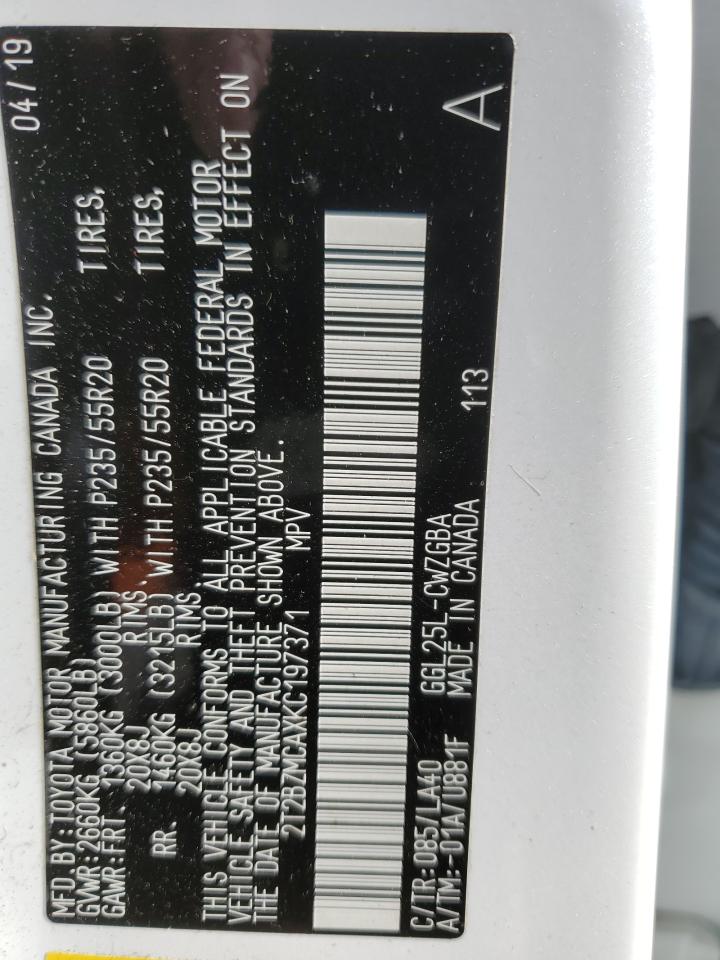 MFD.BY:TOYOTA MOTOR MANUFACTURING CANADA INC. 04/19
GVWR:2660KG (5860LB)
GAWR:FRT 1360KG (3000LB) WITH P235/55R20 TIRES,
20X8J RIMS,
RR. 1460KG (3215LB) WITH P235/55R20 TIRES,
20X8J RIMS
THIS VEHICLE CONFORMS TO ALL APPLICABLE FEDERAL MOTOR
VEHICLE SAFETY AND THEFT PREVENTION STANDARDS IN EFFECT ON
THE DATE OF MANUFACTURE SHOWN ABOVE.
2T2BZMCAXKC197371 MPV
C/TR:085/LA40 GGL25L-CWZGBA A
A/TM:-01A/U881F MADE IN CANADA 113